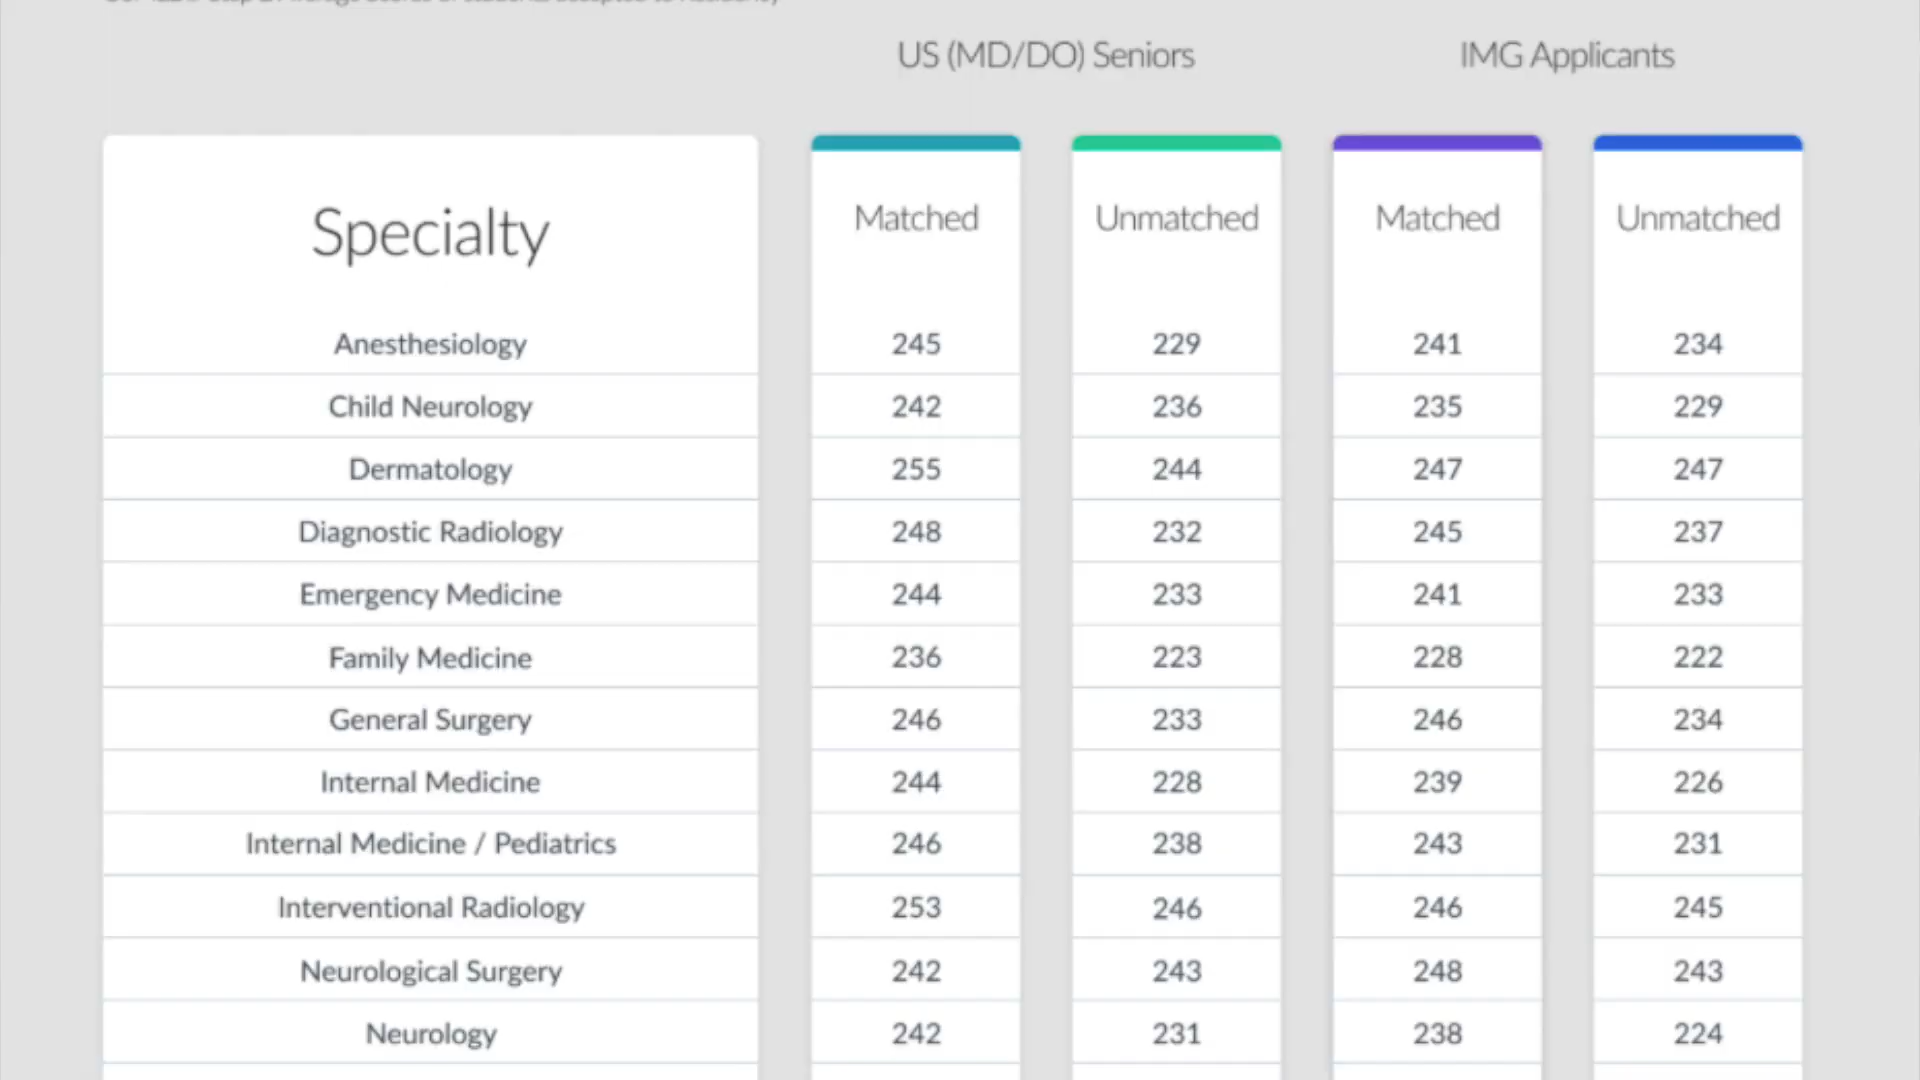 US (MD/DO) Seniors IMG Applicants
Specialty Matched Unmatched Matched Unmatched
Anesthesiology 245 229 241 234
Child Neurology 242 236 235 229
Dermatology 255 244 247 247
Diagnostic Radiology 248 232 245 237
Emergency Medicine 244 233 241 233
Family Medicine 236 223 228 222
General Surgery 246 233 246 234
Internal Medicine 244 228 239 226
Internal Medicine / Pediatrics 246 238 243 231
Interventional Radiology 253 246 246 245
Neurological Surgery 242 243 248 243
Neurology 242 231 238 224